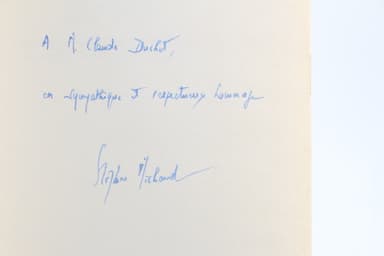 A M. Claude Duchet,
en sympathique et respectueux hommage
Stéphane Michaud